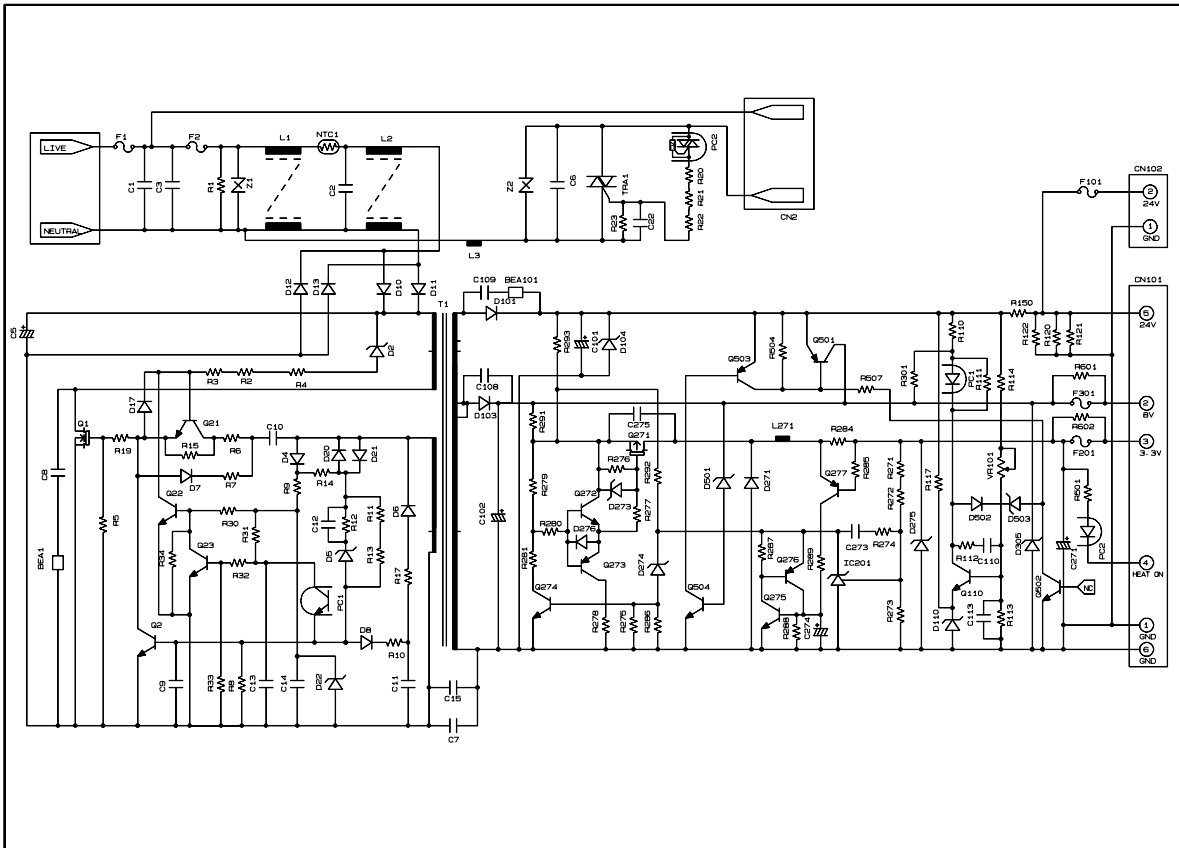 LIVE
NEUTRAL
F1
F2
C1
C3
R1
Z1
L1
NTC1
L2
C2
Z2
C6
TRA1
R23
C22
PC2
R20
R21
R22
CN2
L3
F101
CN102
2
24V
1
GND
D12
D13
D10
D11
T1
C109
BEA101
D101
C5
D2
R3
R2
R4
R293
C101
D104
C108
D103
Q503
R504
Q501
R507
R301
R110
PC1
R111
R114
R150
R122
R120
R121
CN101
5
24V
R601
F301
2
8V
R602
F201
3
3.3V
D17
Q1
R19
Q21
R15
R6
C10
D7
R7
D4
D20
D21
R14
R9
C8
R5
BEA1
Q22
R30
R31
R34
Q23
R32
C12
R12
R11
D5
R13
D6
R17
PC1
Q2
D8
R10
C9
R33
R8
C13
C14
D22
C11
C15
C7
C102
R291
R279
R280
R281
Q274
C275
Q271
R276
Q272
D273
R277
D276
Q273
R278
R275
R286
R292
D274
D501
Q504
D271
L271
R284
Q277
R285
R271
R272
R287
Q276
Q275
R288
R289
C274
IC201
C273
R274
R273
D275
R117
VR101
D502
D503
R112
C110
Q110
D110
C113
R113
D305
Q502
NC
C271
R501
PC2
4
HEAT ON
1
GND
6
GND